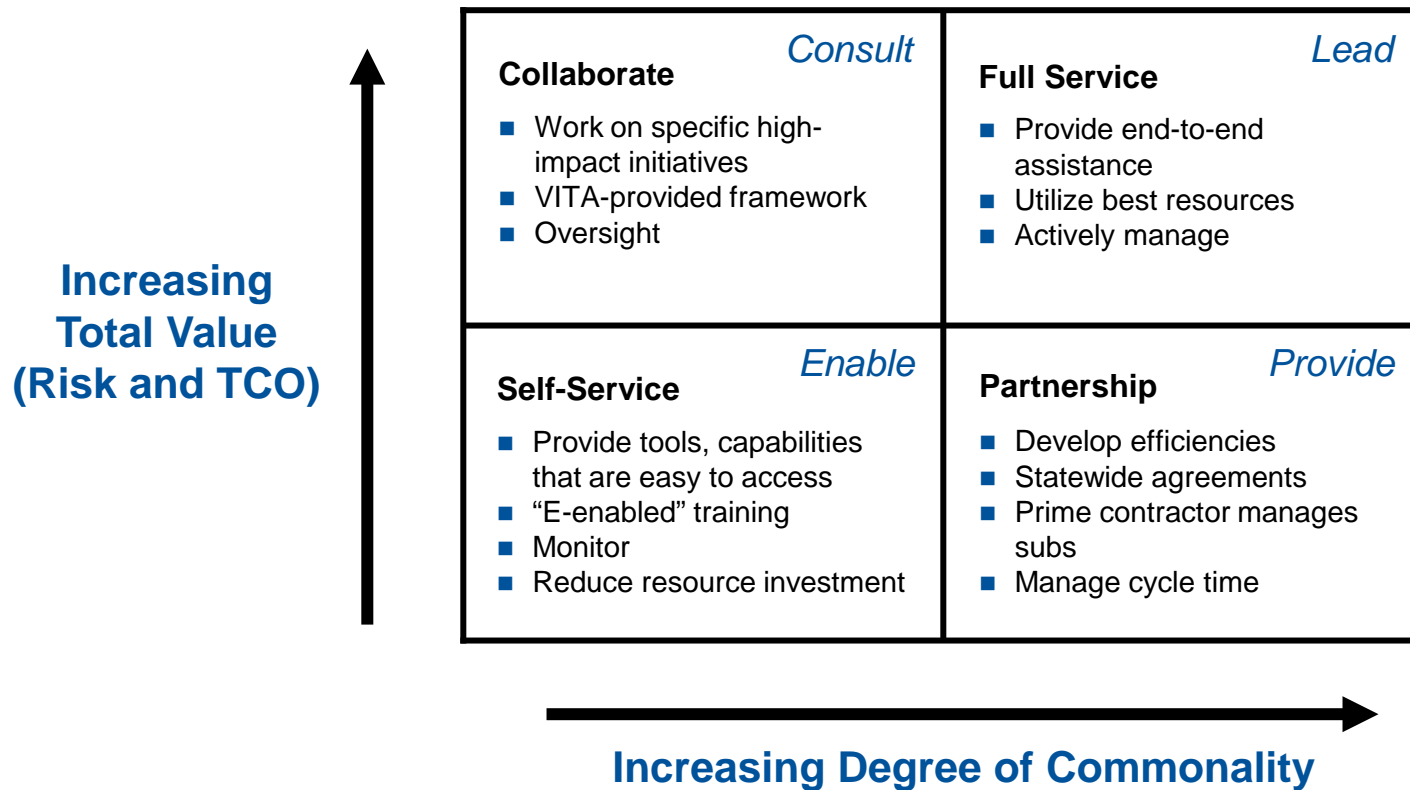 Increasing
Total Value
(Risk and TCO)
Consult
Collaborate
■ Work on specific high-
impact initiatives
■ VITA-provided framework
■ Oversight
Lead
Full Service
■ Provide end-to-end
assistance
■ Utilize best resources
■ Actively manage
Enable
Self-Service
■ Provide tools, capabilities
that are easy to access
■ “E-enabled” training
■ Monitor
■ Reduce resource investment
Provide
Partnership
■ Develop efficiencies
■ Statewide agreements
■ Prime contractor manages
subs
■ Manage cycle time
Increasing Degree of Commonality